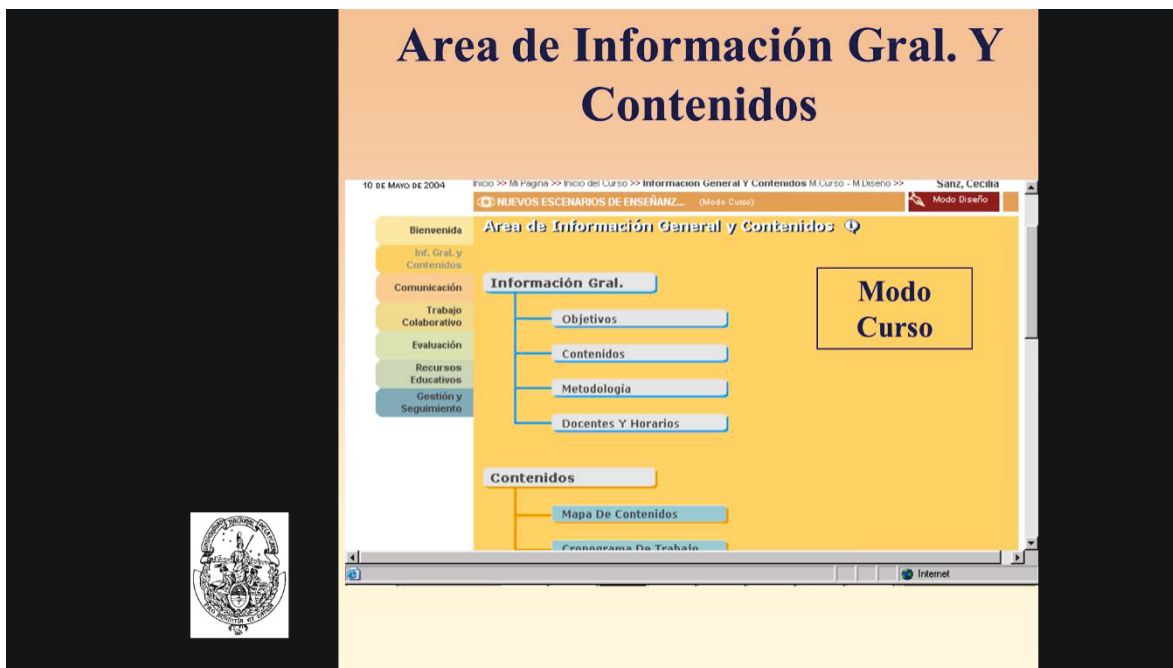 Area de Información Gral. Y
Contenidos
10 DE MAYO DE 2004
Inicio >> Mi Pagina >> Inicio del Curso >> Informacion General Y Contenidos M.Curso - M.Diseno >>
Sanz, Cecilia
NUEVOS ESCENARIOS DE ENSEÑANZ... (Modo Curso)
Modo Diseño
Area de Información General y Contenidos
Bienvenida
Inf. Gral. y
Contenidos
Comunicación
Trabajo
Colaborativo
Evaluación
Recursos
Educativos
Gestión y
Seguimiento
Información Gral.
Objetivos
Contenidos
Metodología
Docentes Y Horarios
Modo
Curso
Contenidos
Mapa De Contenidos
Cronograma De Trabajo
Internet